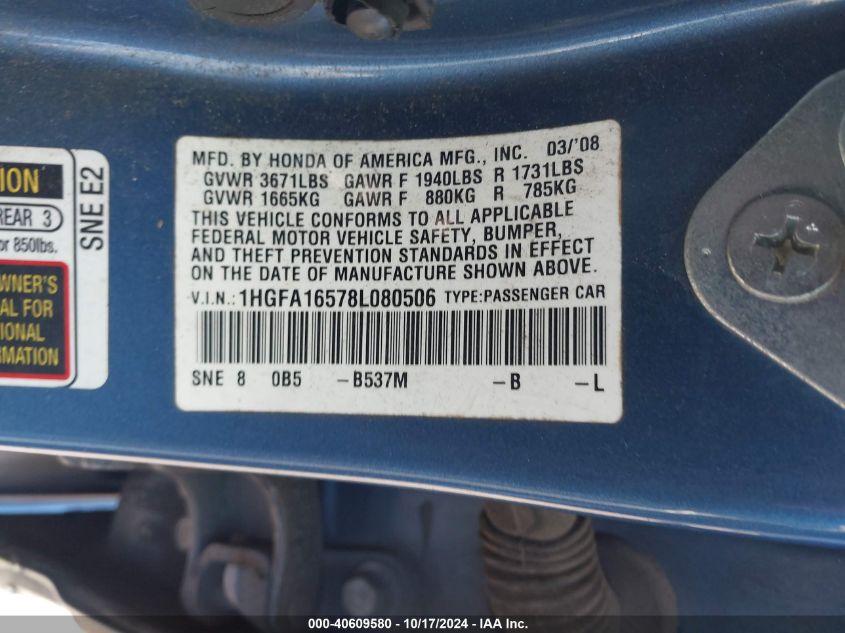 ION
REAR 3
or 850lbs.
OWNER'S
AL FOR
IONAL
RMATION
SNE E2
MFD. BY HONDA OF AMERICA MFG., INC. 03/'08
GVWR 3671LBS GAWR F 1940LBS R 1731LBS
GVWR 1665KG GAWR F 880KG R 785KG
THIS VEHICLE CONFORMS TO ALL APPLICABLE
FEDERAL MOTOR VEHICLE SAFETY, BUMPER,
AND THEFT PREVENTION STANDARDS IN EFFECT
ON THE DATE OF MANUFACTURE SHOWN ABOVE.
V.I.N.: 1HGFA16578L080506 TYPE:PASSENGER CAR
SNE 8 0B5 -B537M -B -L
000-40609580 - 10/17/2024 - IAA Inc.